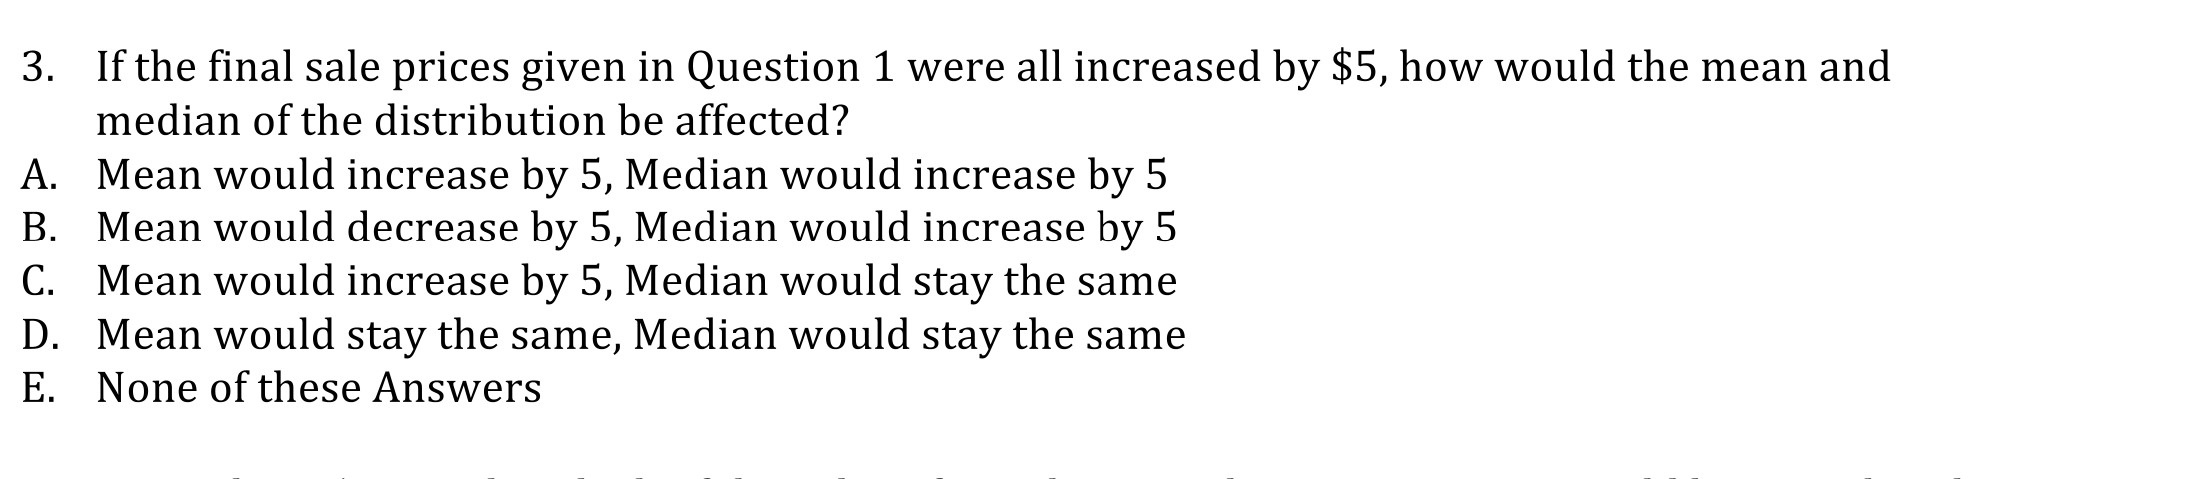 3. If the final sale prices given in Question 1 were all increased by $5, how would the mean and
median of the distribution be affected?
A. Mean would increase by 5, Median would increase by 5
B. Mean would decrease by 5, Median would increase by 5
C. Mean would increase by 5, Median would stay the same
D. Mean would stay the same, Median would stay the same
E. None of these Answers